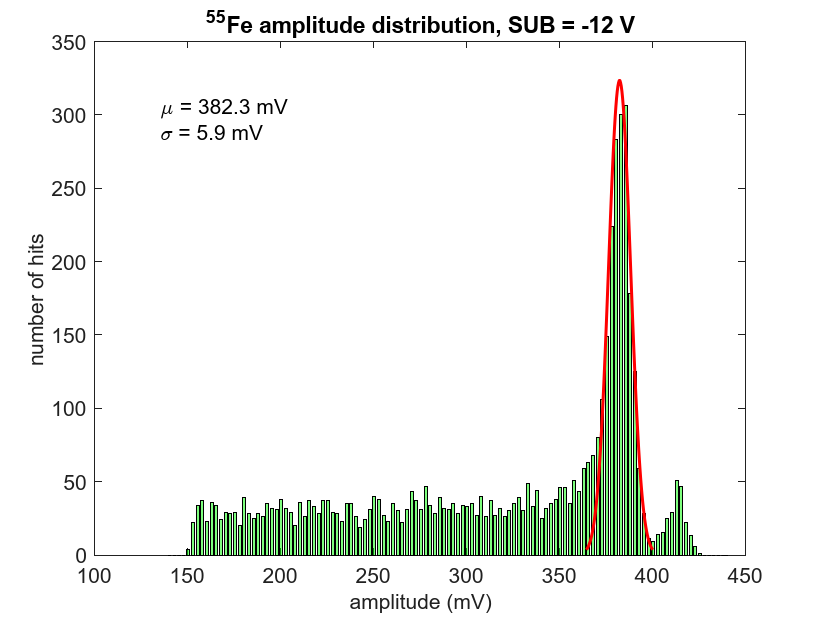 ⁵⁵Fe amplitude distribution, SUB = -12 V
350
300
250
200
150
100
50
0
μ = 382.3 mV
σ = 5.9 mV
number of hits
100 150 200 250 300 350 400 450
amplitude (mV)